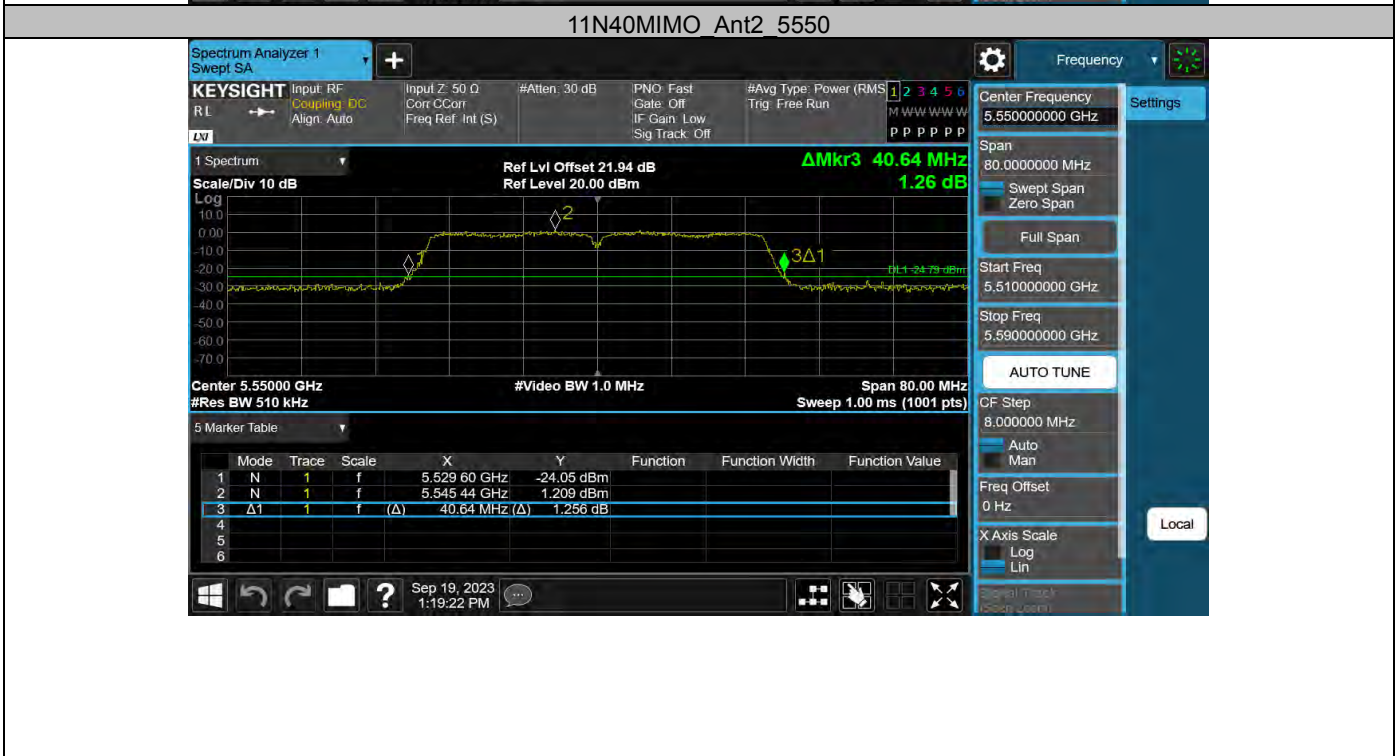 11N40MIMO_Ant2_5550
Spectrum Analyzer 1
Swept SA
Frequency
KEYSIGHT
RL
LXI
Input: RF
Coupling: DC
Align: Auto
Input Z: 50 Ω
Corr CCorr
Freq Ref: Int (S)
#Atten: 30 dB
PNO: Fast
Gate: Off
IF Gain: Low
Sig Track: Off
#Avg Type: Power (RMS
Trig: Free Run
1 2 3 4 5 6
M W W W W W
P P P P P P
1 Spectrum
Scale/Div 10 dB
Ref Lvl Offset 21.94 dB
Ref Level 20.00 dBm
ΔMkr3 40.64 MHz
1.26 dB
Log
10.0
0.00
-10.0
-20.0
-30.0
-40.0
-50.0
-60.0
-70.0
1
2
3Δ1
DL1 -24.79 dBm
Center 5.55000 GHz
#Video BW 1.0 MHz
Span 80.00 MHz
#Res BW 510 kHz
Sweep 1.00 ms (1001 pts)
5 Marker Table
Mode Trace Scale X Y Function Function Width Function Value
1 N 1 f 5.529 60 GHz -24.05 dBm
2 N 1 f 5.545 44 GHz 1.209 dBm
3 Δ1 1 f (Δ) 40.64 MHz (Δ) 1.256 dB
4
5
6
?
Sep 19, 2023
1:19:22 PM
Center Frequency
5.550000000 GHz
Settings
Span
80.0000000 MHz
Swept Span
Zero Span
Full Span
Start Freq
5.510000000 GHz
Stop Freq
5.590000000 GHz
AUTO TUNE
CF Step
8.000000 MHz
Auto
Man
Freq Offset
0 Hz
Local
X Axis Scale
Log
Lin
Signal Track
(Span Zoom)